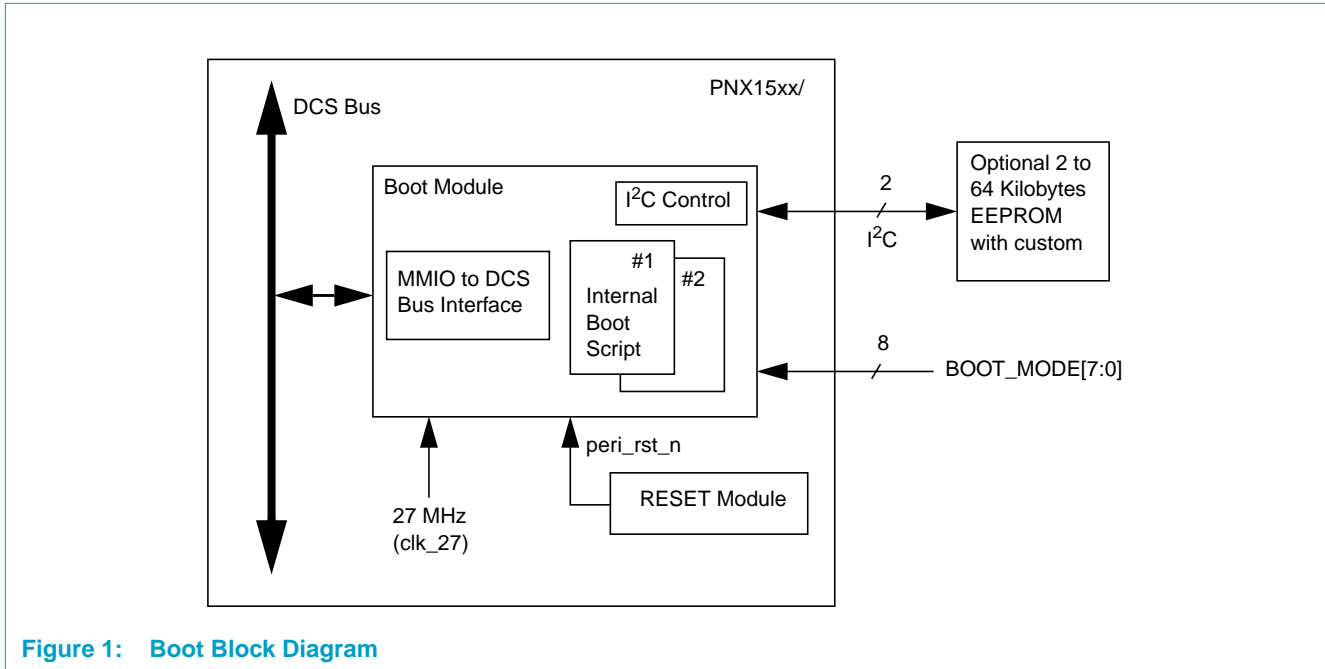 PNX15xx/
DCS Bus
Boot Module
I²C Control
MMIO to DCS
Bus Interface
#1
#2
Internal
Boot
Script
2
I²C
Optional 2 to
64 Kilobytes
EEPROM
with custom
8
BOOT_MODE[7:0]
peri_rst_n
RESET Module
27 MHz
(clk_27)
Figure 1: Boot Block Diagram